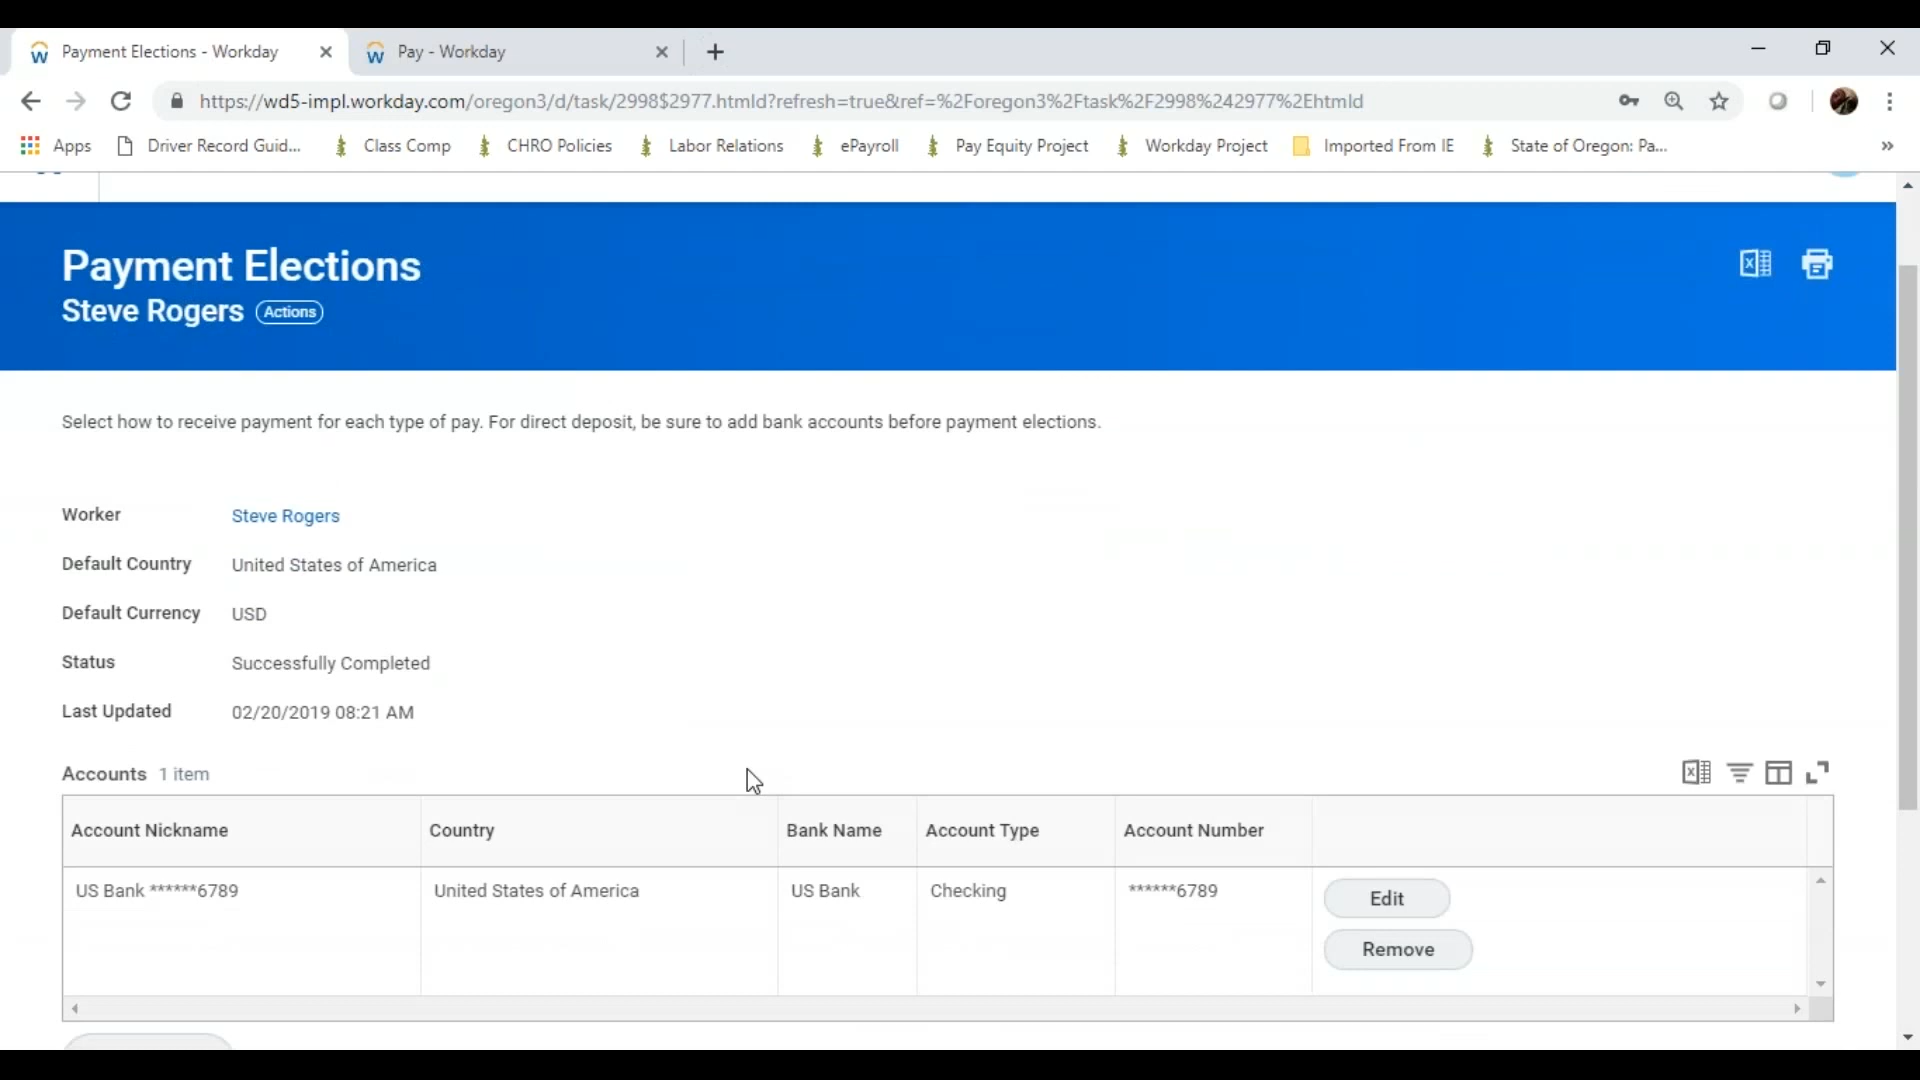 Payment Elections - Workday
Pay - Workday
https://wd5-impl.workday.com/oregon3/d/task/2998$2977.htmld?refresh=true&ref=%2Foregon3%2Ftask%2F2998%242977%2Ehtmld
Apps Driver Record Guid... Class Comp CHRO Policies Labor Relations ePayroll Pay Equity Project Workday Project Imported From IE State of Oregon: Pa... »
Payment Elections
Steve Rogers Actions
Select how to receive payment for each type of pay. For direct deposit, be sure to add bank accounts before payment elections.
Worker Steve Rogers
Default Country United States of America
Default Currency USD
Status Successfully Completed
Last Updated 02/20/2019 08:21 AM
Accounts 1 item
Account Nickname Country Bank Name Account Type Account Number
US Bank ******6789 United States of America US Bank Checking ******6789 Edit
Remove